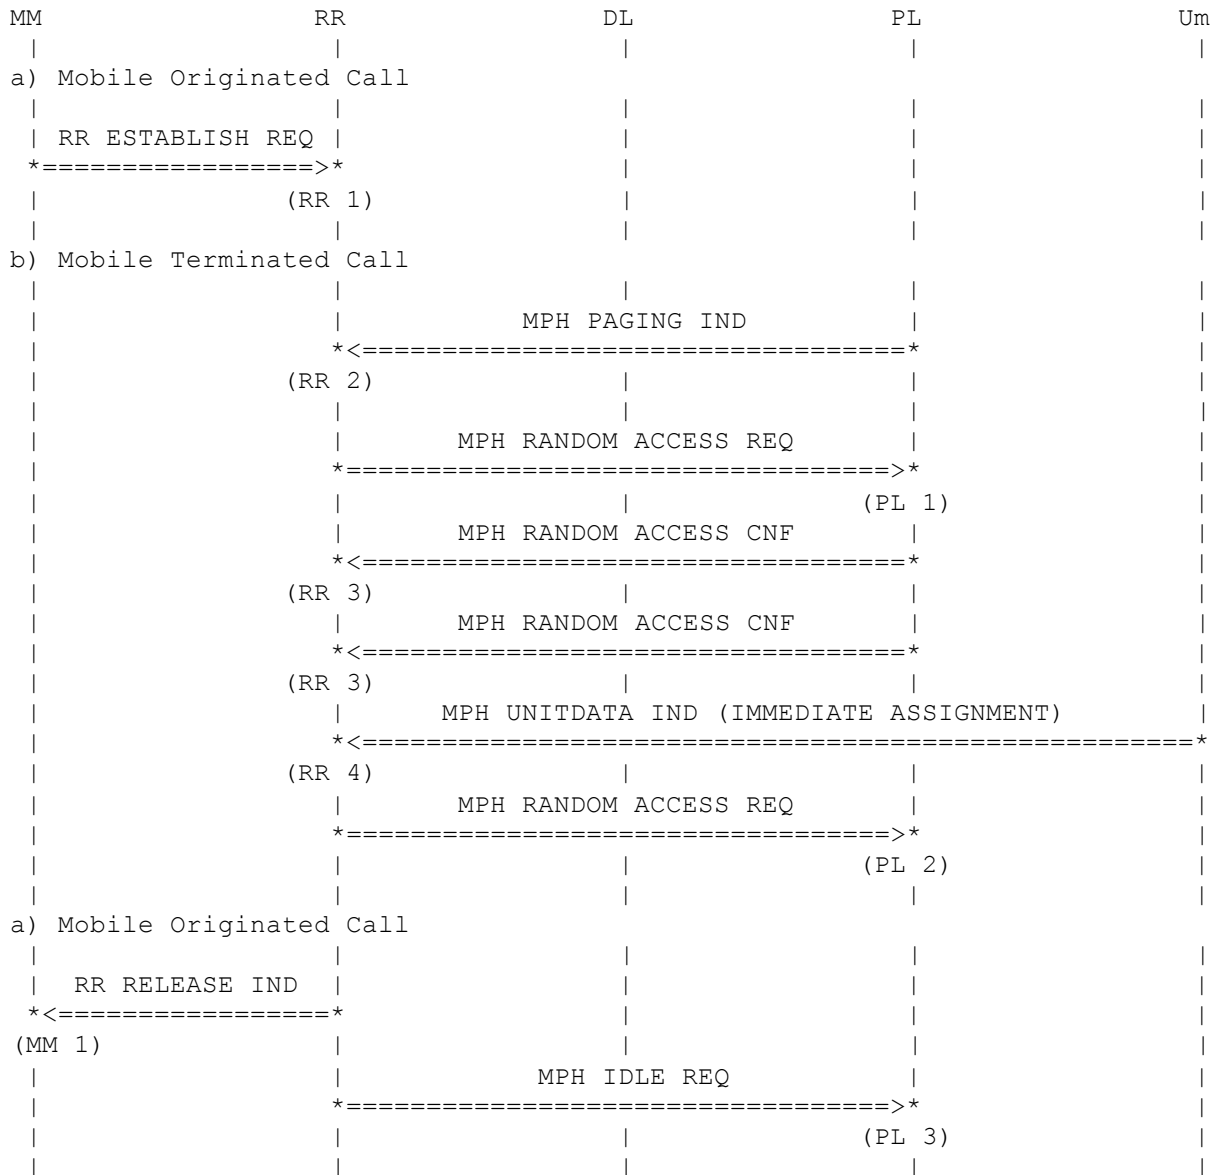 MM RR DL PL Um
a) Mobile Originated Call
RR ESTABLISH REQ
(RR 1)
b) Mobile Terminated Call
MPH PAGING IND
(RR 2)
MPH RANDOM ACCESS REQ
(PL 1)
MPH RANDOM ACCESS CNF
(RR 3)
MPH RANDOM ACCESS CNF
(RR 3)
MPH UNITDATA IND (IMMEDIATE ASSIGNMENT)
(RR 4)
MPH RANDOM ACCESS REQ
(PL 2)
a) Mobile Originated Call
RR RELEASE IND
(MM 1)
MPH IDLE REQ
(PL 3)